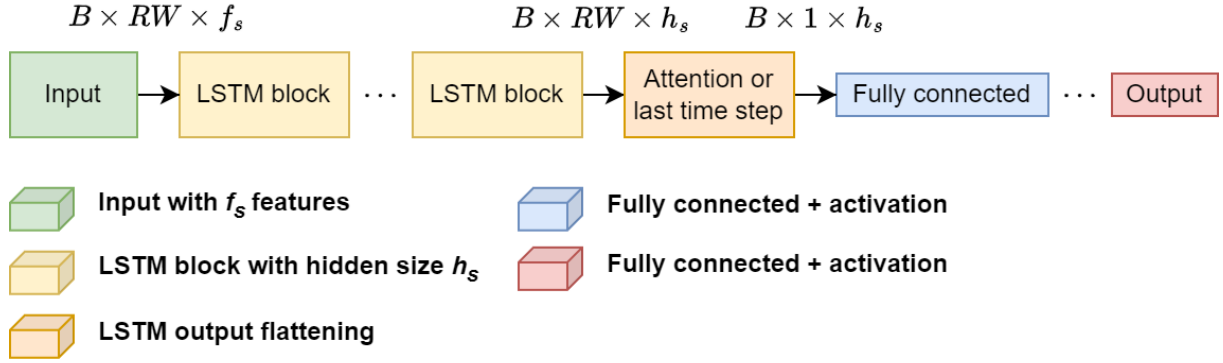 B × RW × f_s B × RW × h_s B × 1 × h_s
Input LSTM block ··· LSTM block Attention or last time step Fully connected ··· Output
Input with f_s features
Fully connected + activation
LSTM block with hidden size h_s
Fully connected + activation
LSTM output flattening